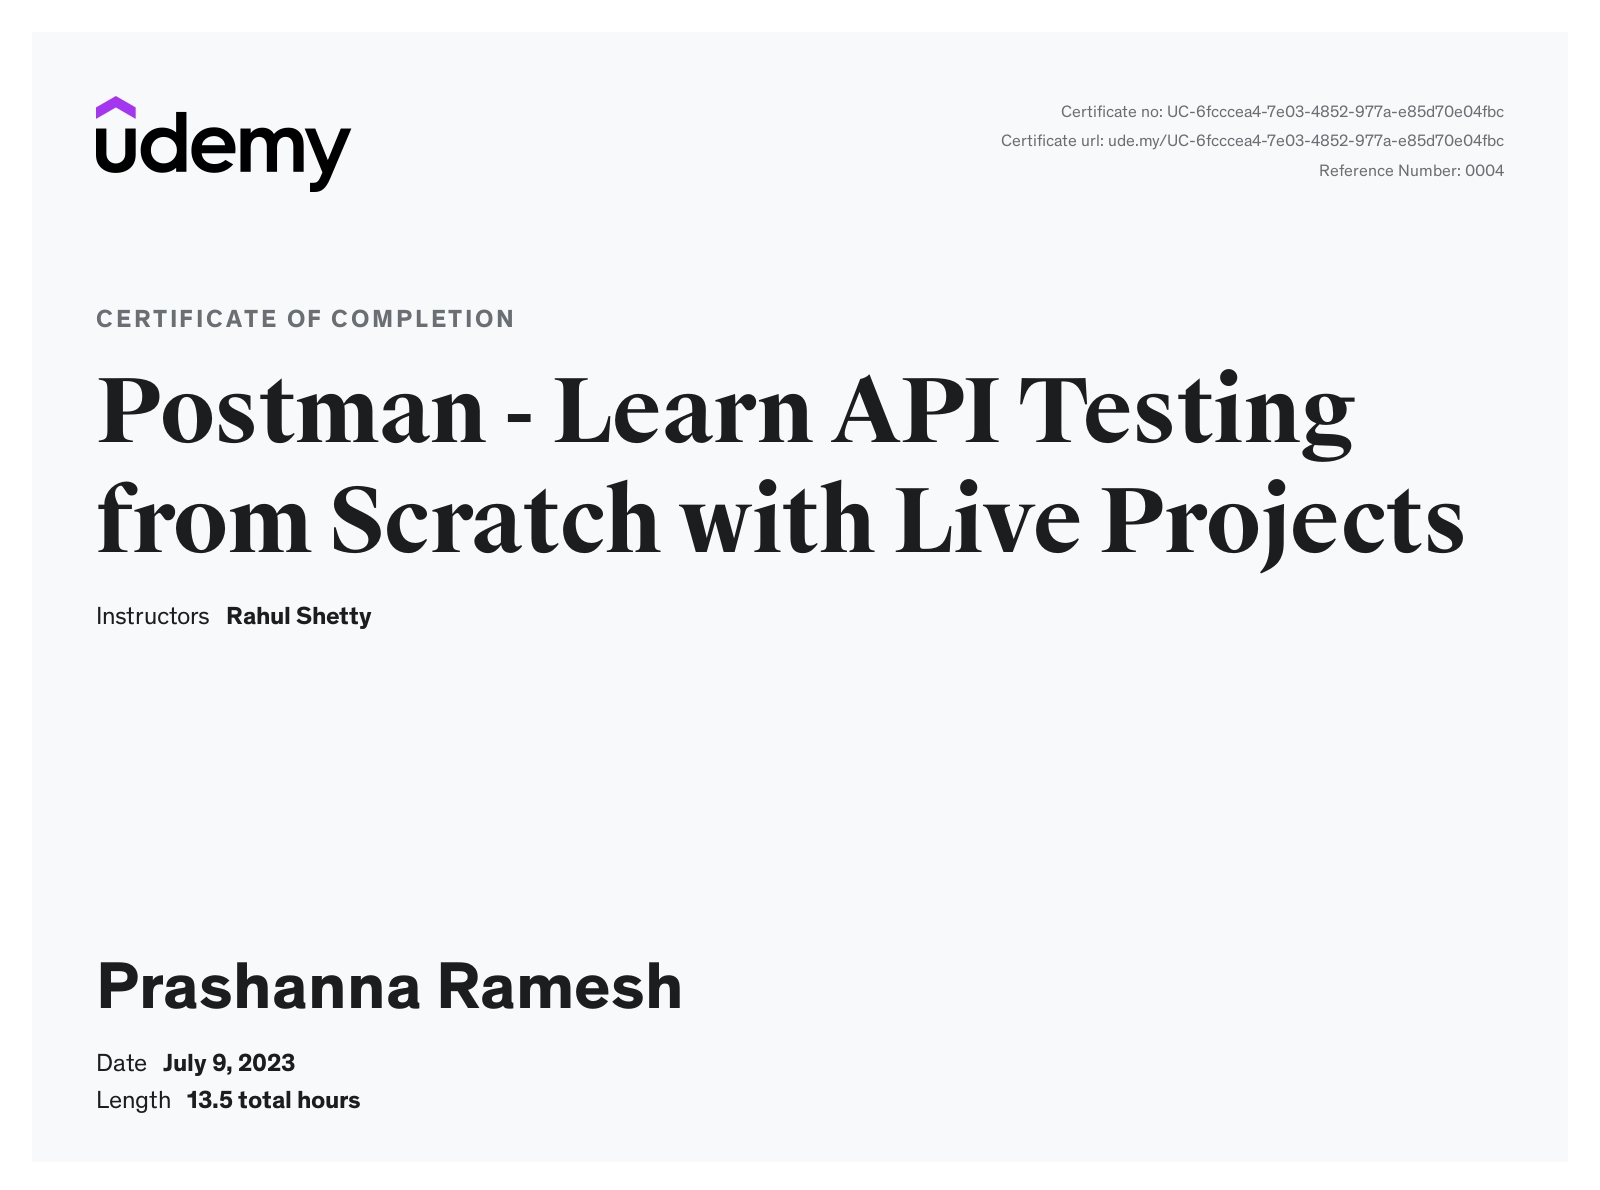 udemy
Certificate no: UC-6fcccea4-7e03-4852-977a-e85d70e04fbc
Certificate url: ude.my/UC-6fcccea4-7e03-4852-977a-e85d70e04fbc
Reference Number: 0004
CERTIFICATE OF COMPLETION
Postman - Learn API Testing
from Scratch with Live Projects
Instructors Rahul Shetty
Prashanna Ramesh
Date July 9, 2023
Length 13.5 total hours